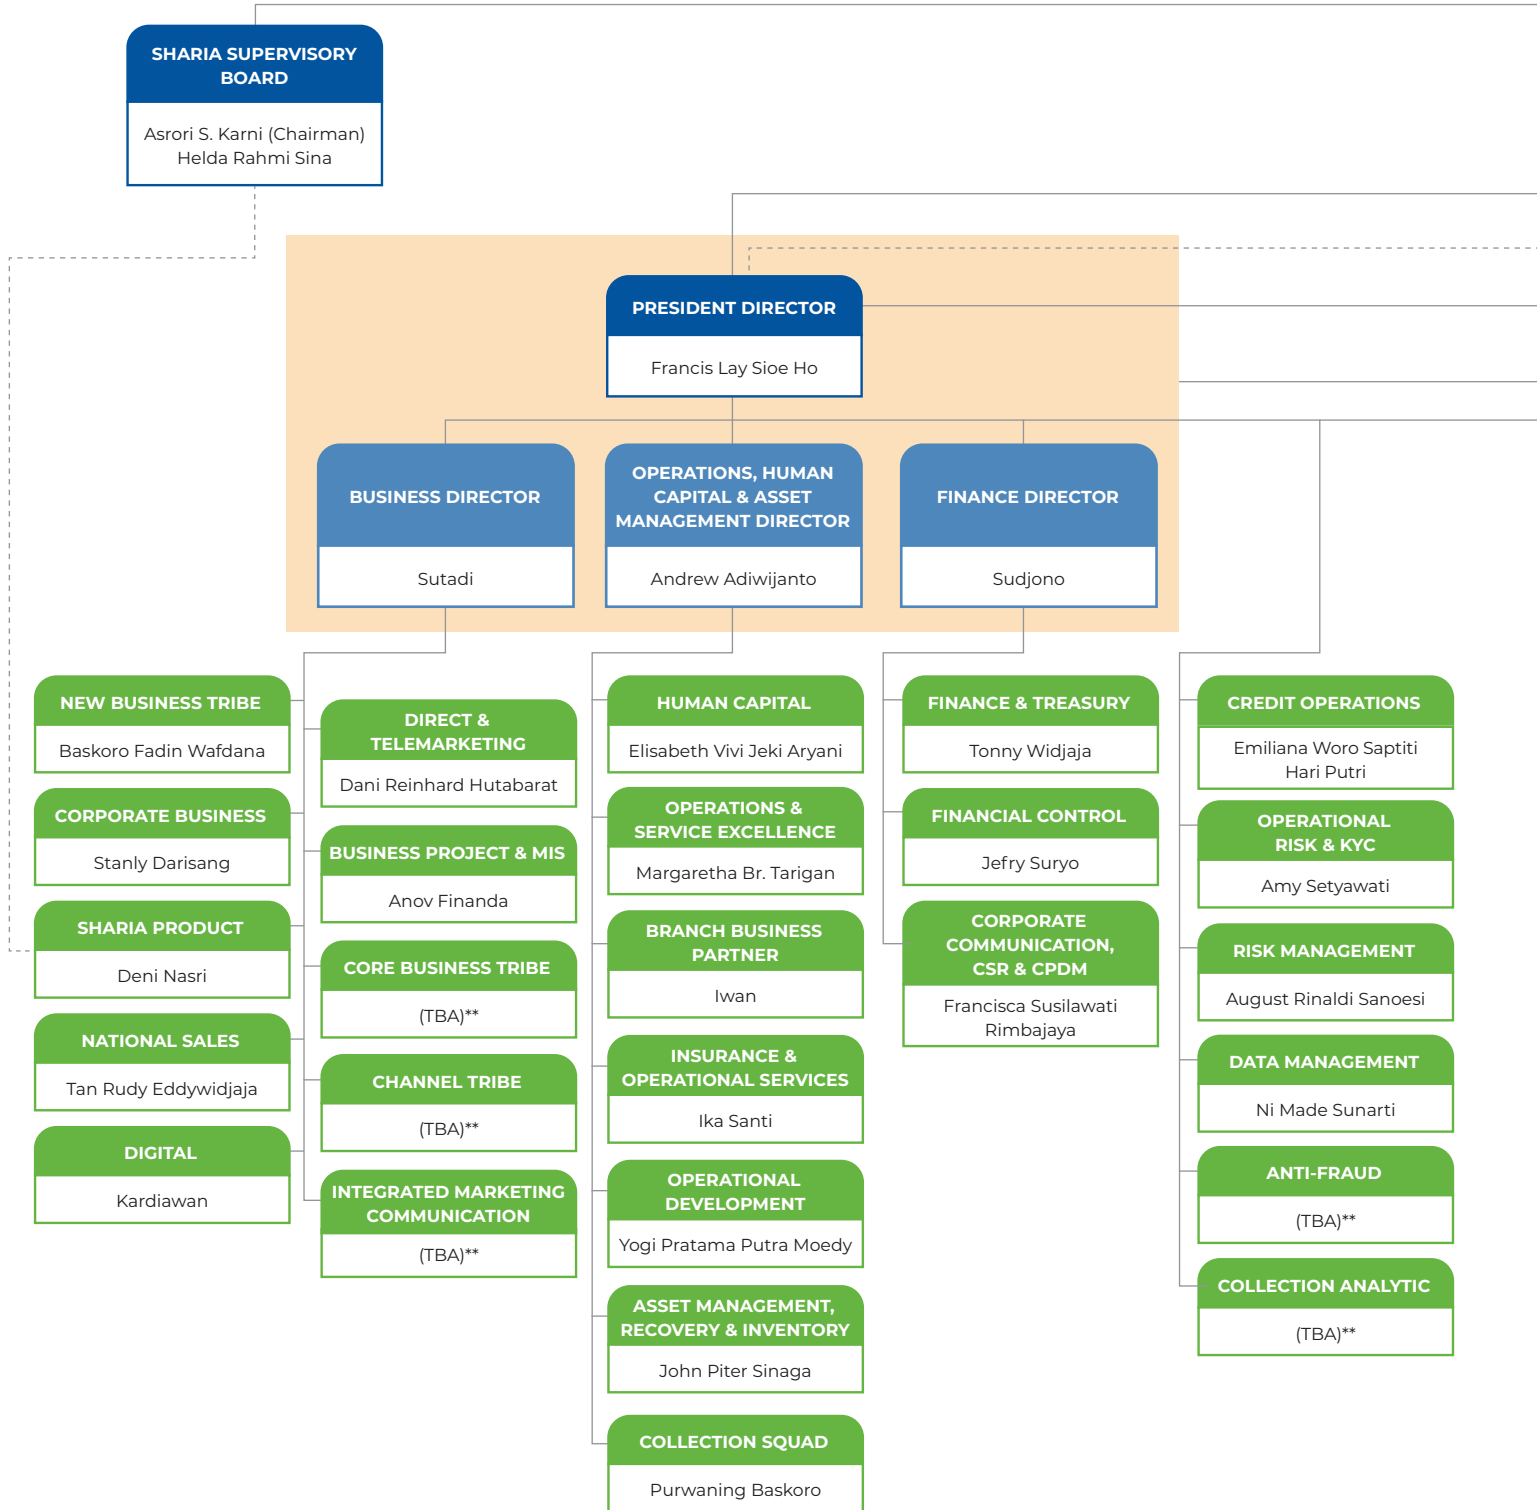 SHARIA SUPERVISORY
BOARD
Asrori S. Karni (Chairman)
Helda Rahmi Sina
PRESIDENT DIRECTOR
Francis Lay Sioe Ho
BUSINESS DIRECTOR
Sutadi
OPERATIONS, HUMAN
CAPITAL & ASSET
MANAGEMENT DIRECTOR
Andrew Adiwijanto
FINANCE DIRECTOR
Sudjono
NEW BUSINESS TRIBE
Baskoro Fadin Wafdana
CORPORATE BUSINESS
Stanly Darisang
SHARIA PRODUCT
Deni Nasri
NATIONAL SALES
Tan Rudy Eddywidjaja
DIGITAL
Kardiawan
DIRECT &
TELEMARKETING
Dani Reinhard Hutabarat
BUSINESS PROJECT & MIS
Anov Finanda
CORE BUSINESS TRIBE
(TBA)**
CHANNEL TRIBE
(TBA)**
INTEGRATED MARKETING
COMMUNICATION
(TBA)**
HUMAN CAPITAL
Elisabeth Vivi Jeki Aryani
OPERATIONS &
SERVICE EXCELLENCE
Margaretha Br. Tarigan
BRANCH BUSINESS
PARTNER
Iwan
INSURANCE &
OPERATIONAL SERVICES
Ika Santi
OPERATIONAL
DEVELOPMENT
Yogi Pratama Putra Moedy
ASSET MANAGEMENT,
RECOVERY & INVENTORY
John Piter Sinaga
COLLECTION SQUAD
Purwaning Baskoro
FINANCE & TREASURY
Tonny Widjaja
FINANCIAL CONTROL
Jefry Suryo
CORPORATE
COMMUNICATION,
CSR & CPDM
Francisca Susilawati
Rimbajaya
CREDIT OPERATIONS
Emiliana Woro Saptiti
Hari Putri
OPERATIONAL
RISK & KYC
Amy Setyawati
RISK MANAGEMENT
August Rinaldi Sanoesi
DATA MANAGEMENT
Ni Made Sunarti
ANTI-FRAUD
(TBA)**
COLLECTION ANALYTIC
(TBA)**